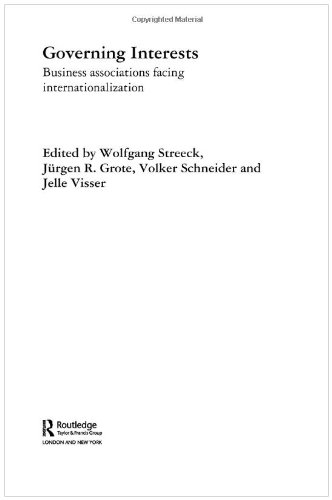 Copyrighted Material
Governing Interests
Business associations facing
internationalization
Edited by Wolfgang Streeck,
Jürgen R. Grote, Volker Schneider and
Jelle Visser
R Routledge
Taylor & Francis Group
LONDON AND NEW YORK